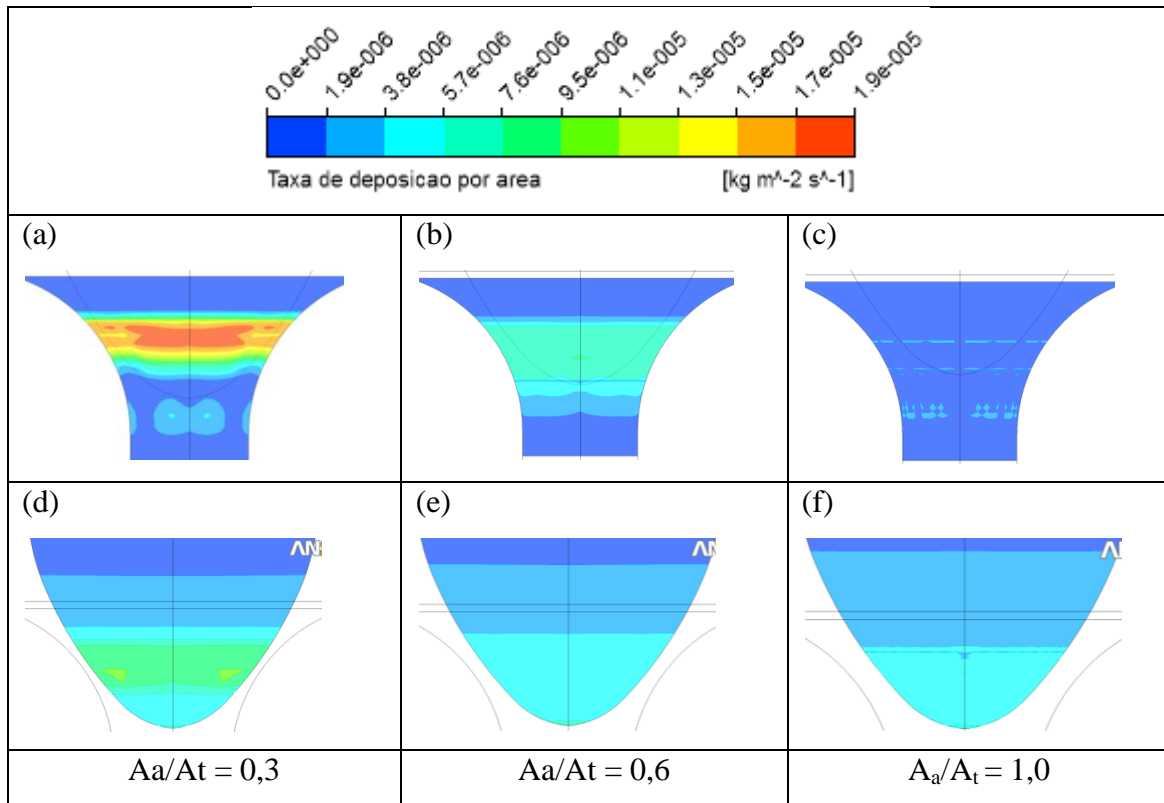 0.0e+000 1.9e-006 3.8e-006 5.7e-006 7.6e-006 9.5e-006 1.1e-005 1.3e-005 1.5e-005 1.7e-005 1.9e-005
Taxa de deposicao por area [kg m^-2 s^-1]
(a) (b) (c)
(d) (e) (f)
AN AN
Aa/At = 0,3 Aa/At = 0,6 Aa/At = 1,0